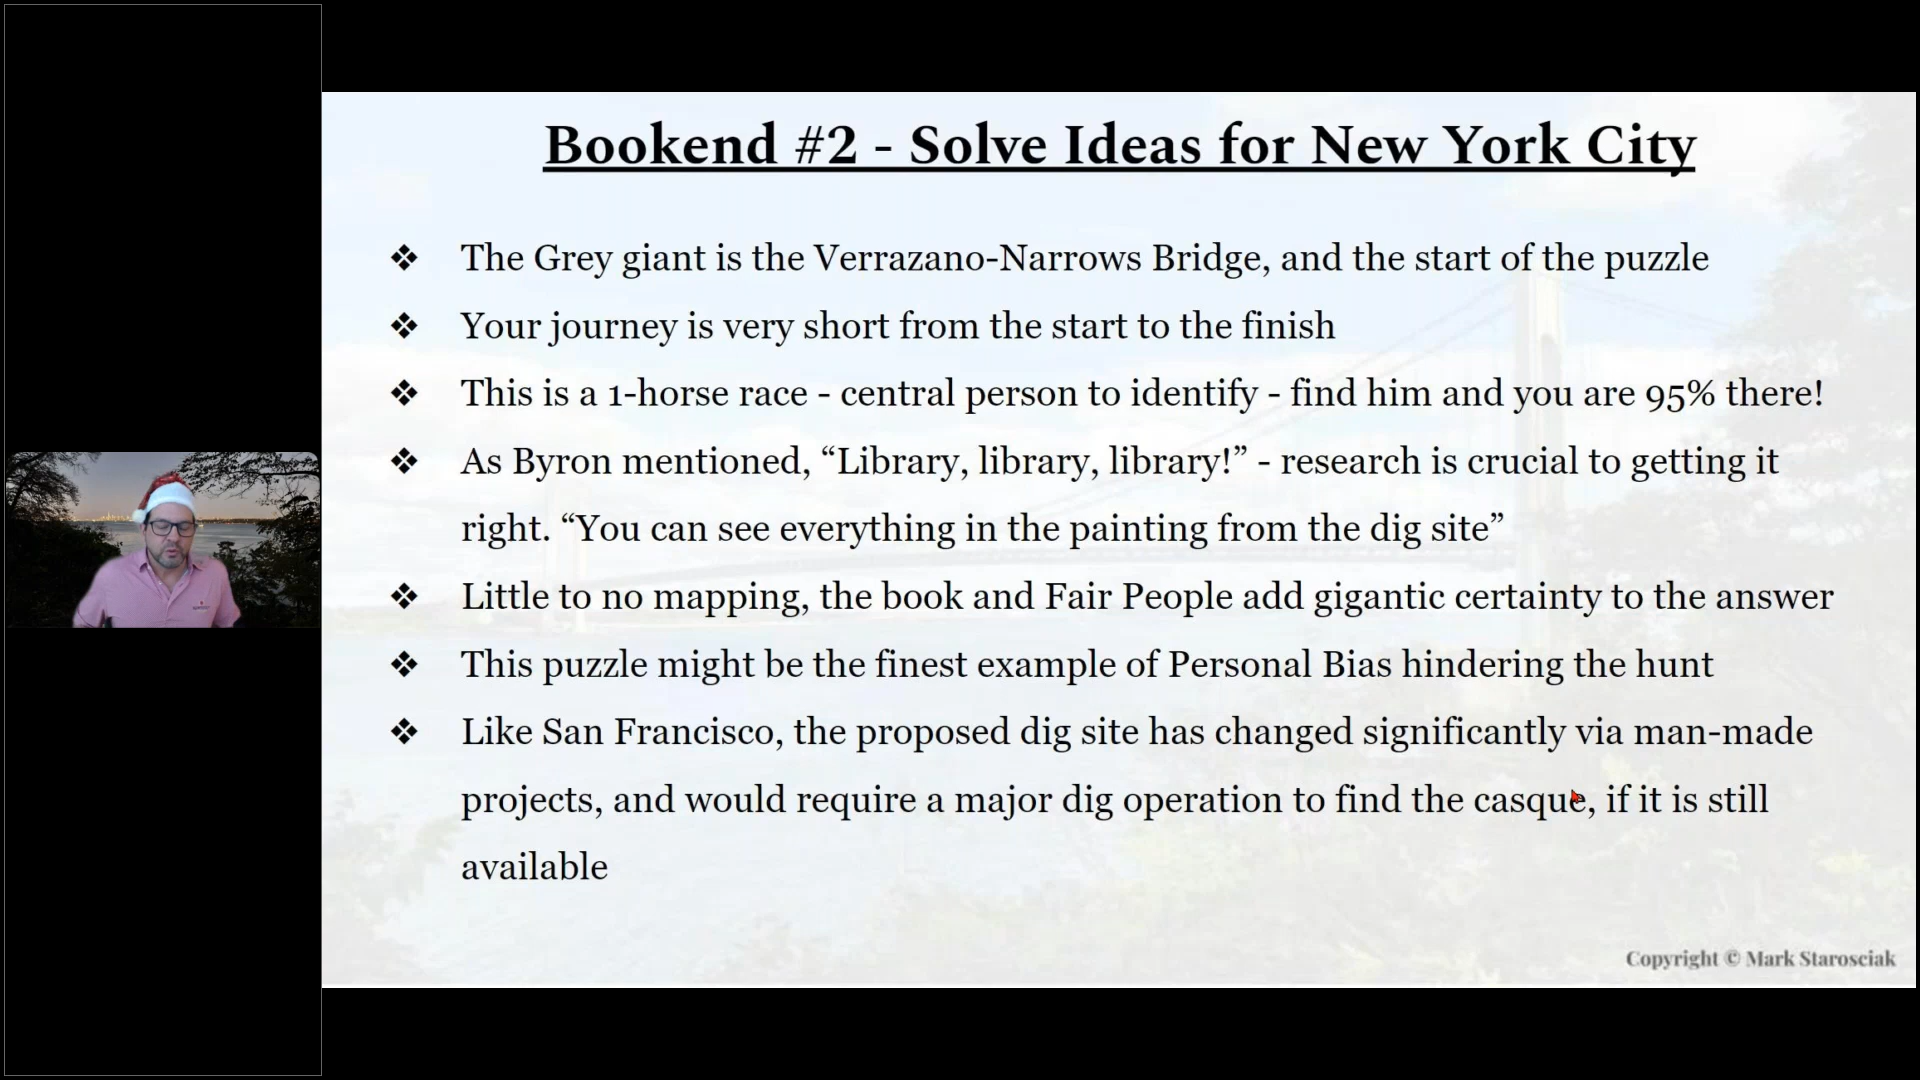 Bookend #2 - Solve Ideas for New York City
❖ The Grey giant is the Verrazano-Narrows Bridge, and the start of the puzzle
❖ Your journey is very short from the start to the finish
❖ This is a 1-horse race - central person to identify - find him and you are 95% there!
❖ As Byron mentioned, “Library, library, library!” - research is crucial to getting it
right. “You can see everything in the painting from the dig site”
❖ Little to no mapping, the book and Fair People add gigantic certainty to the answer
❖ This puzzle might be the finest example of Personal Bias hindering the hunt
❖ Like San Francisco, the proposed dig site has changed significantly via man-made
projects, and would require a major dig operation to find the casque, if it is still
available
Copyright © Mark Starosciak